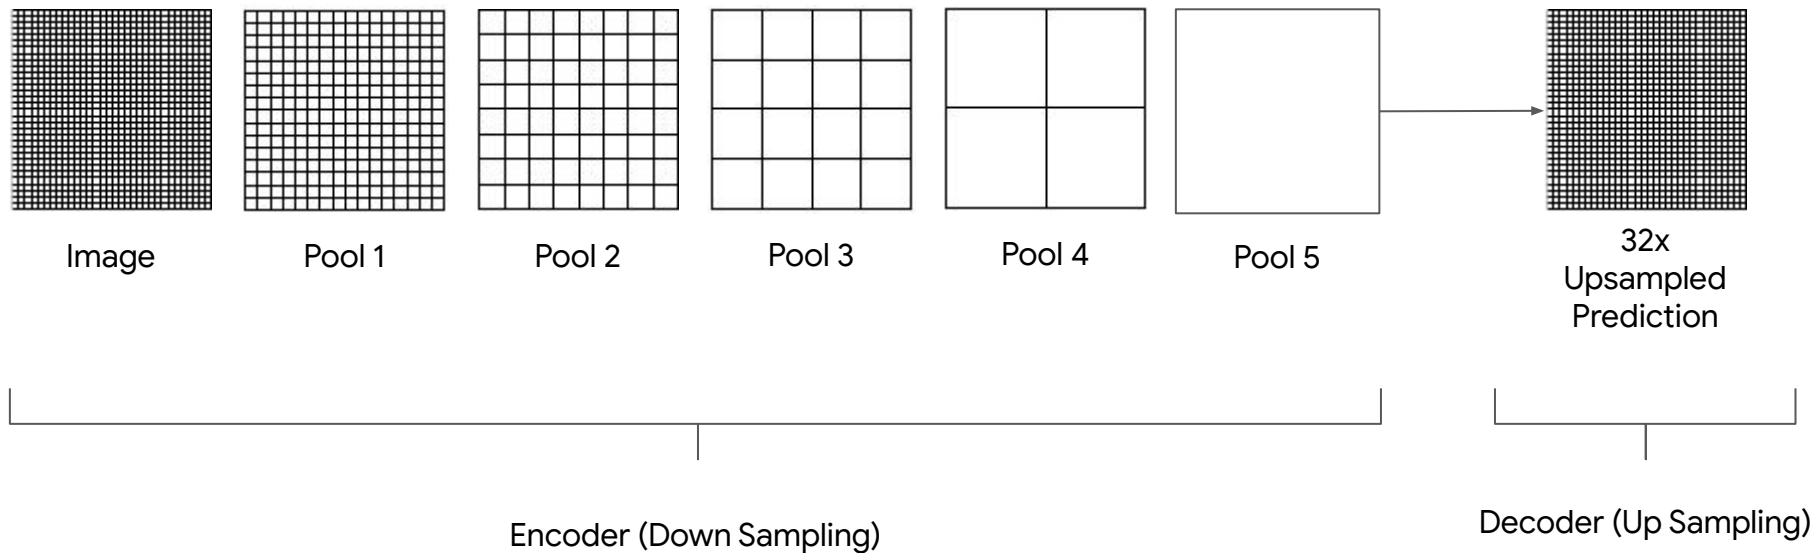 Image
Pool 1
Pool 2
Pool 3
Pool 4
Pool 5
32x
Upsampled
Prediction
Encoder (Down Sampling)
Decoder (Up Sampling)